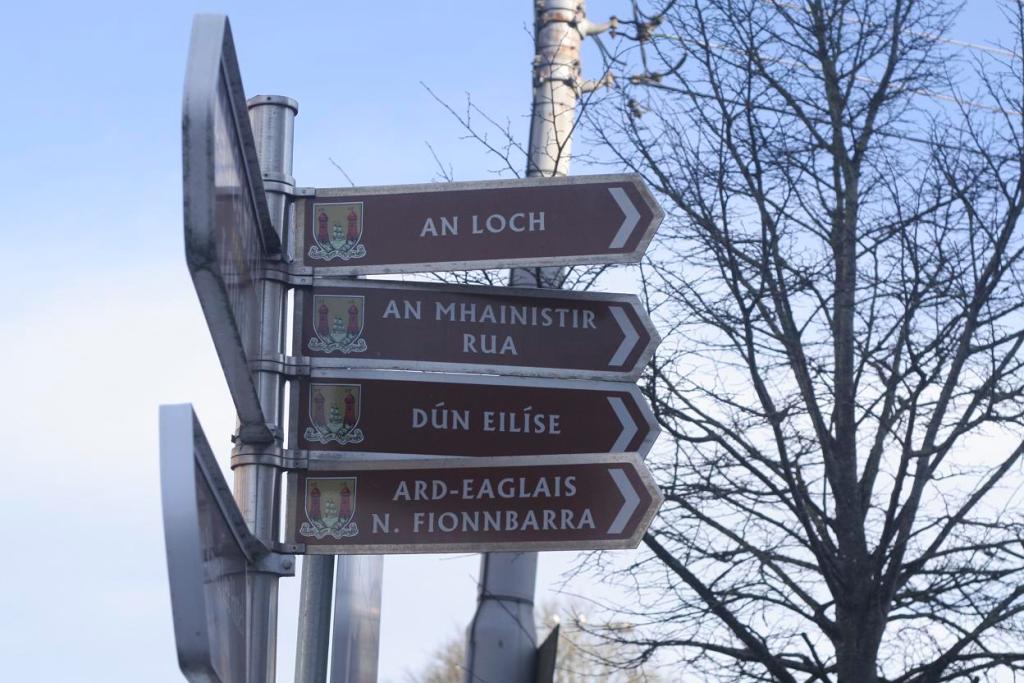 AN LOCH
AN MHAINISTIR
RUA
DÚN EILÍSE
ARD-EAGLAIS
N. FIONNBARRA